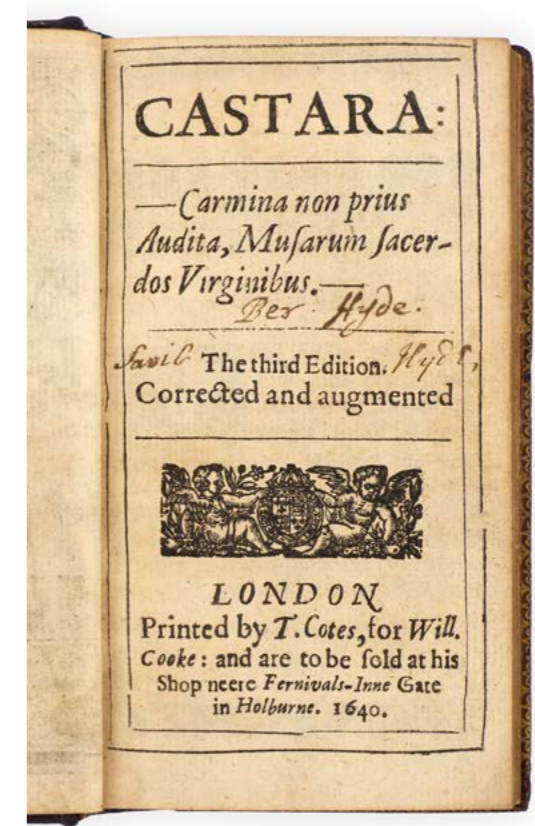 CASTARA:
—Carmina non prius
Audita, Muſarum ſacer-
dos Virginibus.—
Ber: Hyde.
Savile The third Edition. Hyde,
Corrected and augmented
LONDON
Printed by T. Cotes, for Will.
Cooke: and are to be ſold at his
Shop neere Fernivals-Inne Gate
in Holburne. 1640.